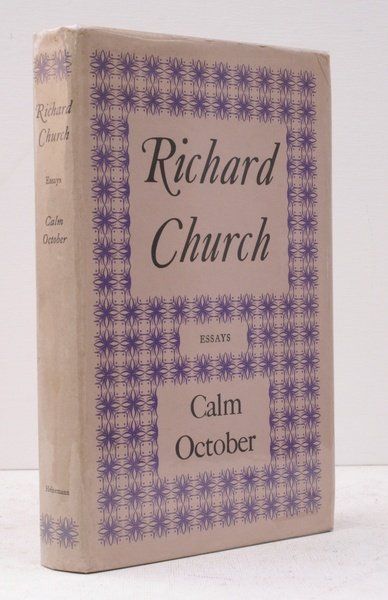 Richard
Church
Essays
Calm
October
Heinemann
Richard
Church
ESSAYS
Calm
October